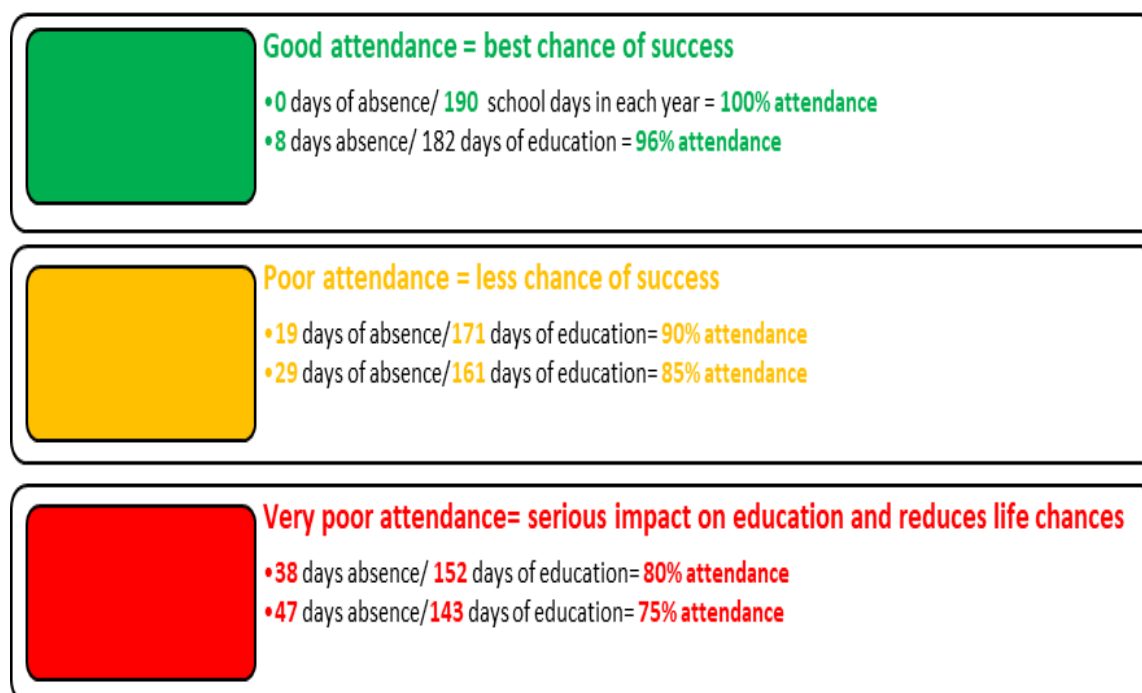 Good attendance = best chance of success
•0 days of absence/ 190 school days in each year = 100% attendance
•8 days absence/ 182 days of education = 96% attendance
Poor attendance = less chance of success
•19 days of absence/171 days of education= 90% attendance
•29 days of absence/161 days of education= 85% attendance
Very poor attendance= serious impact on education and reduces life chances
•38 days absence/ 152 days of education= 80% attendance
•47 days absence/143 days of education= 75% attendance